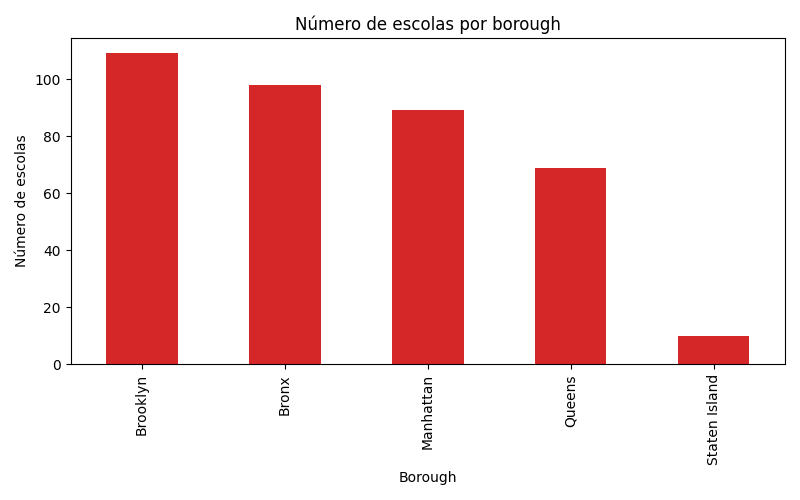 Número de escolas por borough
Número de escolas
100
80
60
40
20
0
Brooklyn
Bronx
Manhattan
Queens
Staten Island
Borough